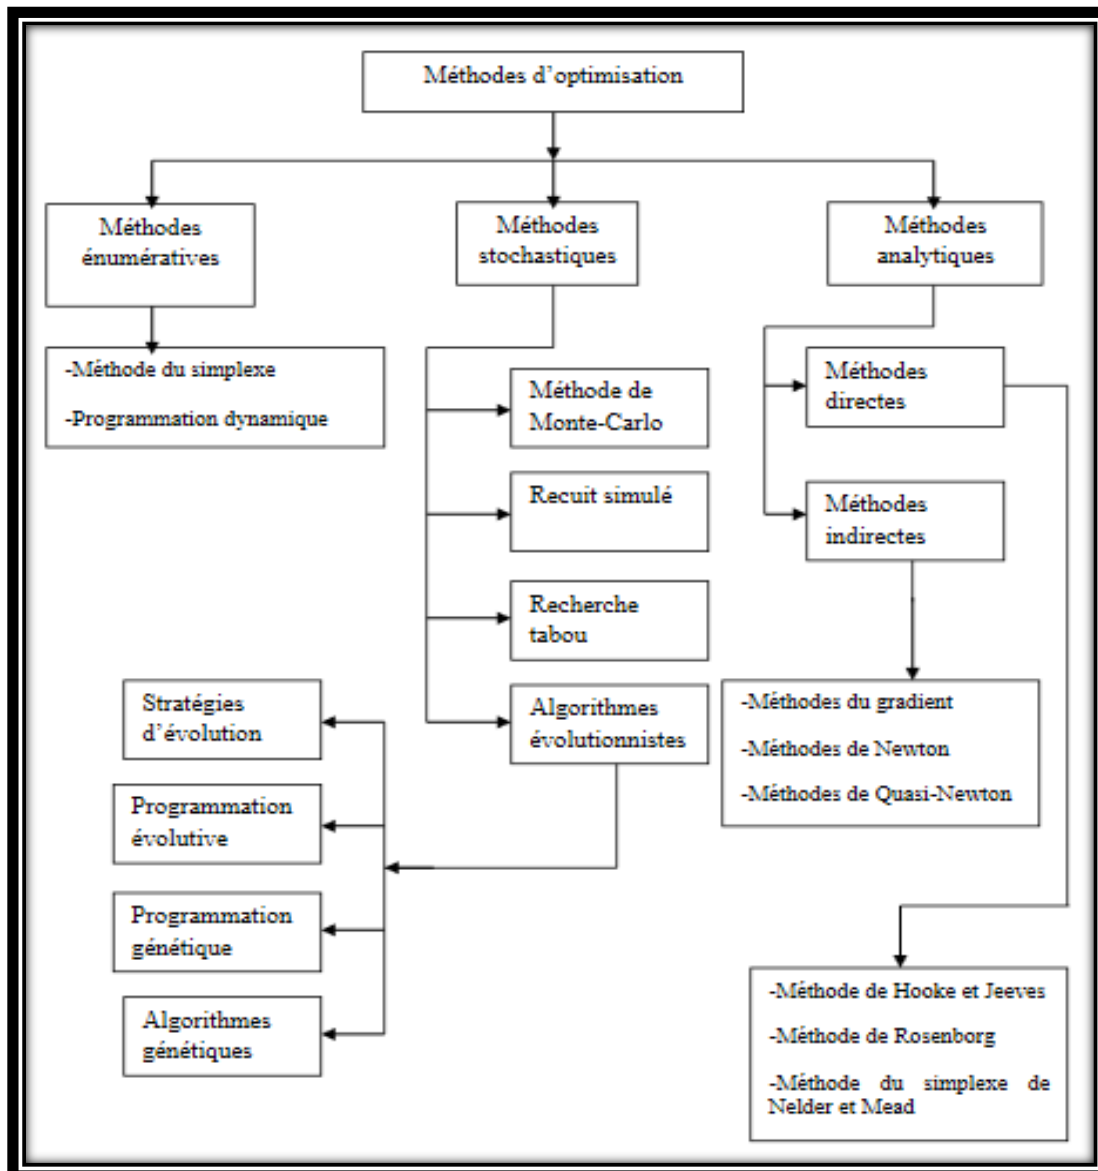 Méthodes d’optimisation
Méthodes
énumératives
Méthodes
stochastiques
Méthodes
analytiques
-Méthode du simplexe
-Programmation dynamique
Méthode de
Monte-Carlo
Recuit simulé
Recherche
tabou
Algorithmes
évolutionnistes
Méthodes
directes
Méthodes
indirectes
Stratégies
d’évolution
Programmation
évolutive
Programmation
génétique
Algorithmes
génétiques
-Méthodes du gradient
-Méthodes de Newton
-Méthodes de Quasi-Newton
-Méthode de Hooke et Jeeves
-Méthode de Rosenborg
-Méthode du simplexe de
Nelder et Mead